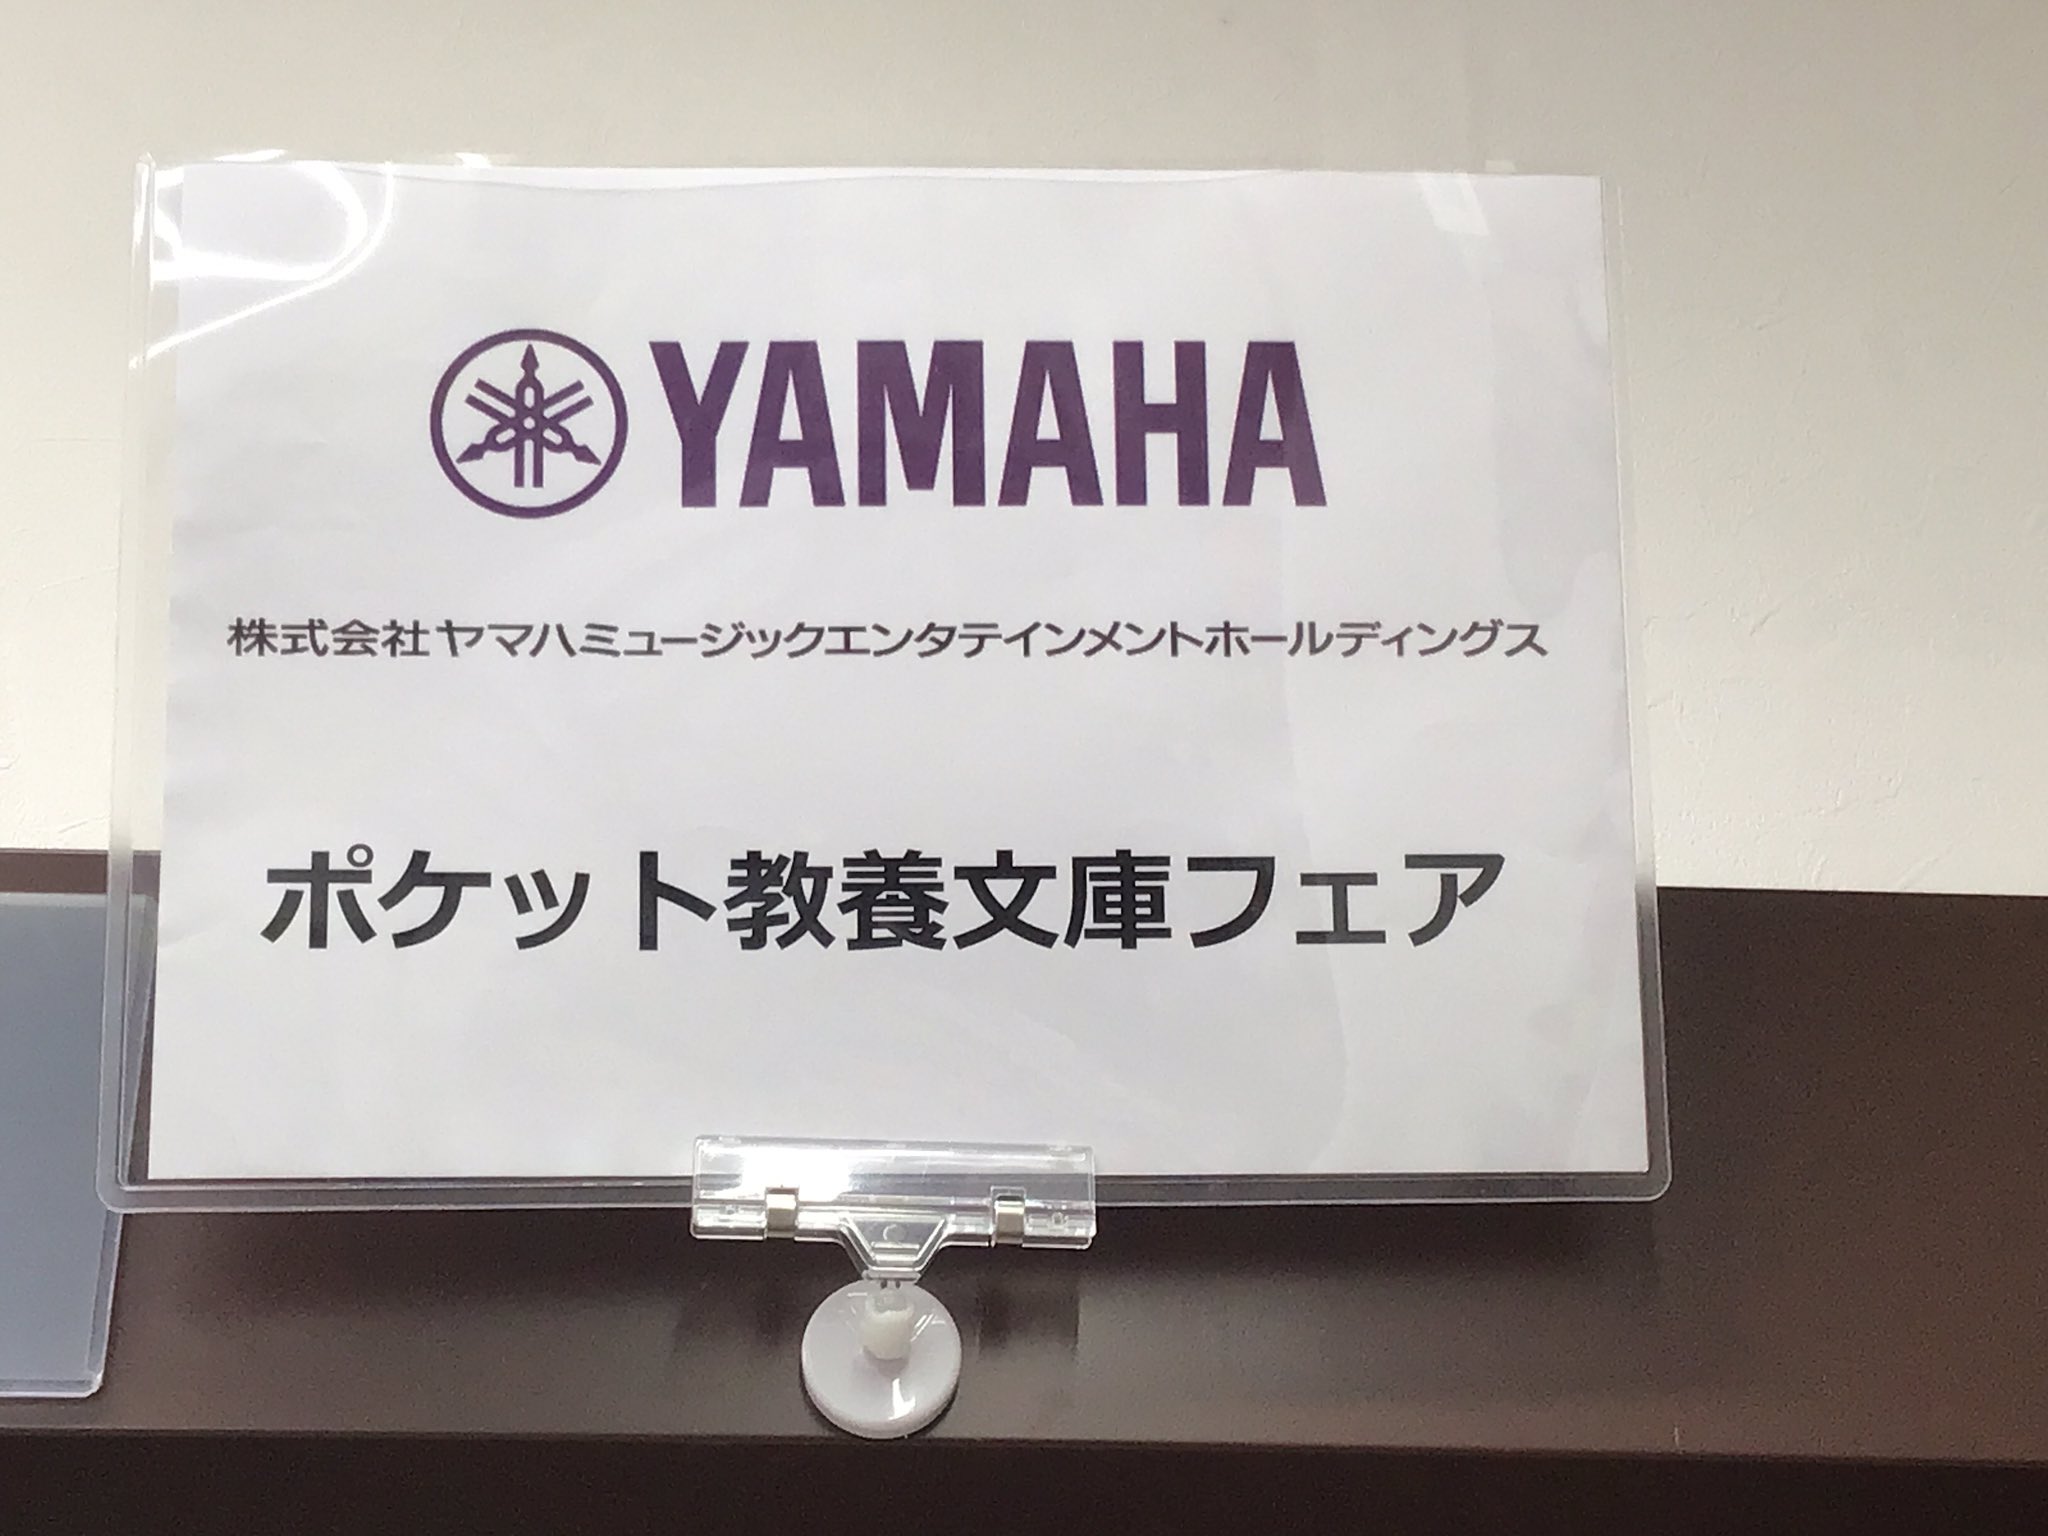 YAMAHA
株式会社ヤマハミュージックエンタテインメントホールディングス
ポケット教養文庫フェア